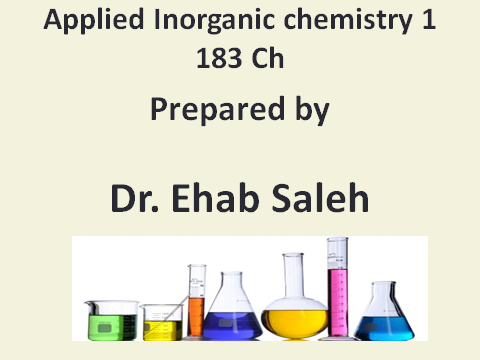 Applied Inorganic chemistry 1
183 Ch
Prepared by
Dr. Ehab Saleh